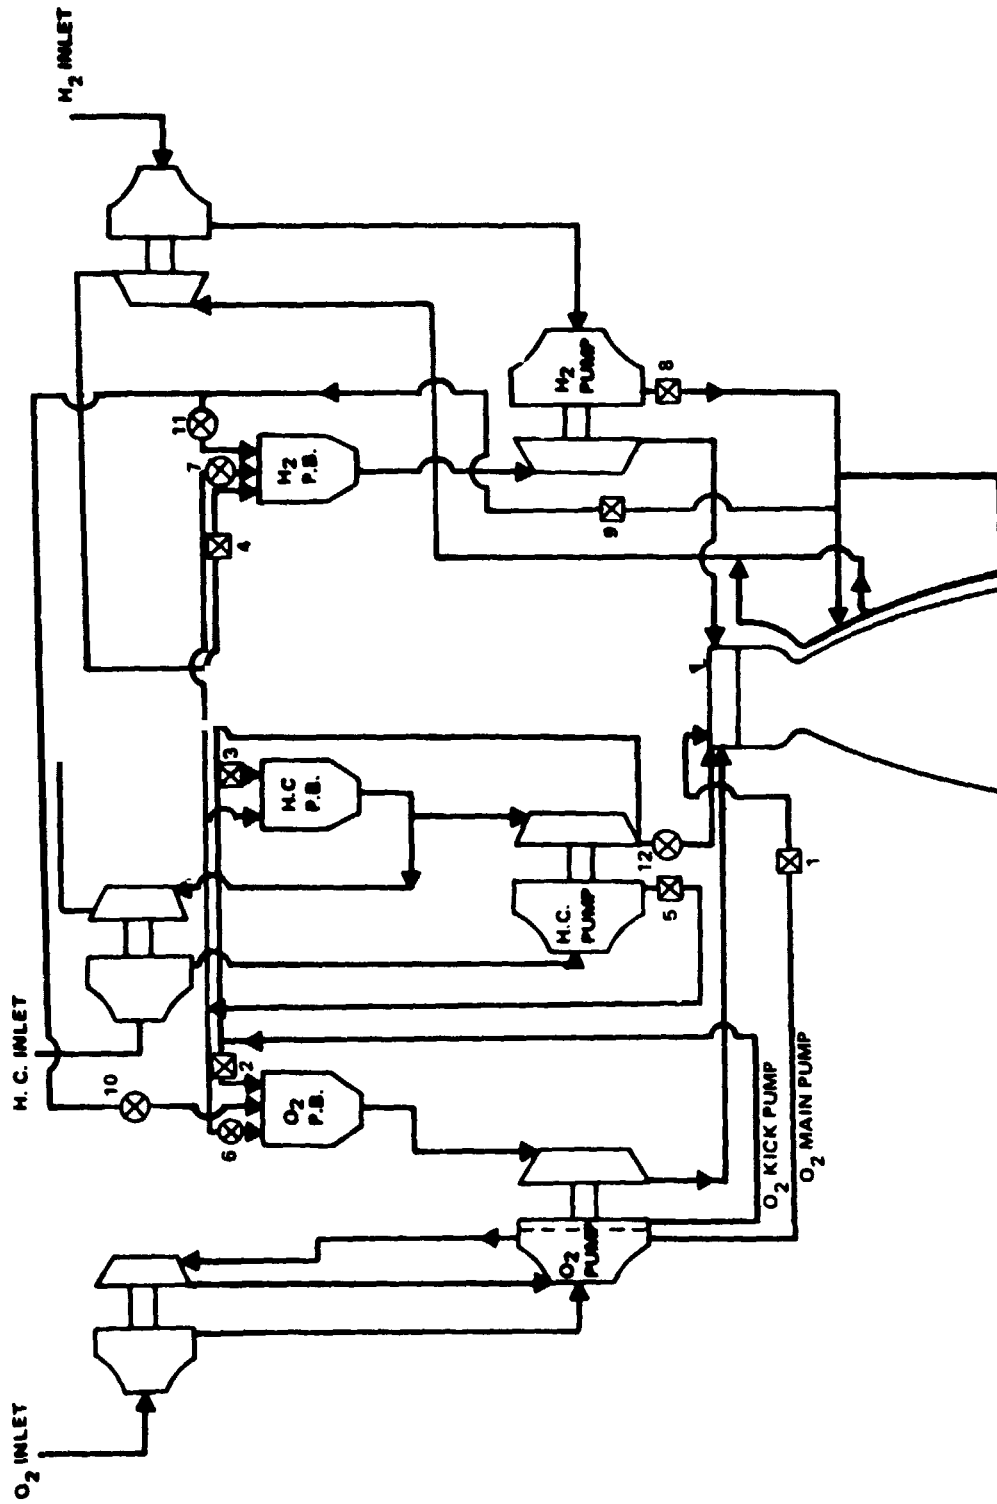 O2 INLET
H. C. INLET
H2 INLET
10
6
2
3
4
7
11
O2
P.B.
H.C
P.B.
H2
P.B.
O2
PUMP
H.C.
PUMP
H2
PUMP
5
12
9
8
1
O2 KICK PUMP
O2 MAIN PUMP